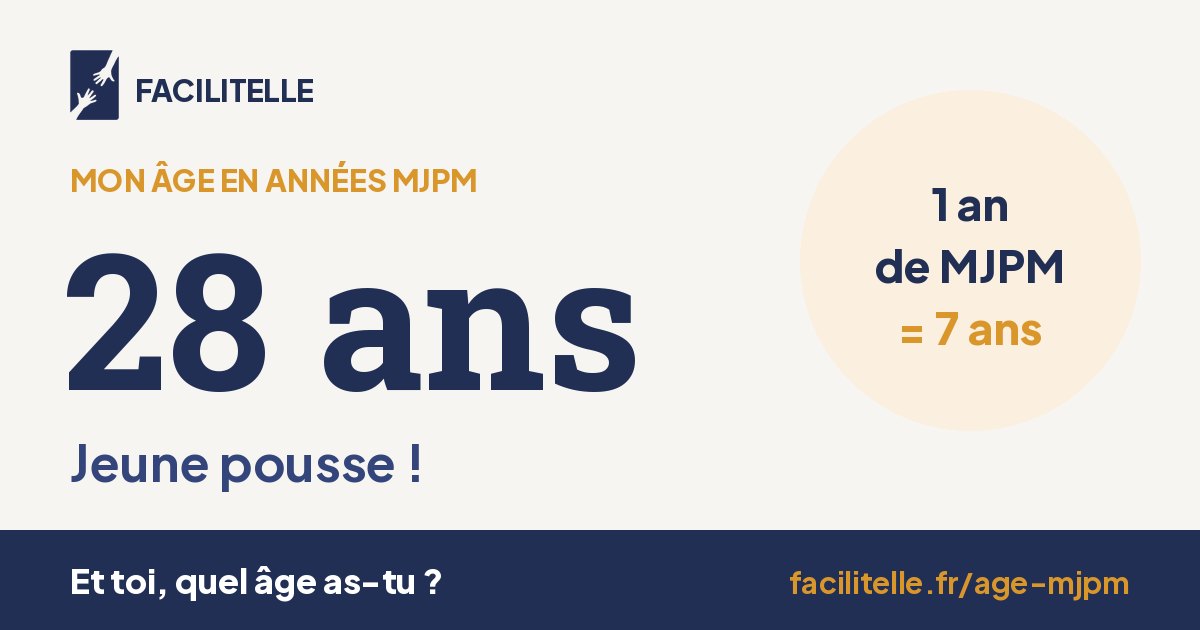 FACILITELLE
MON ÂGE EN ANNÉES MJPM
28 ans
Jeune pousse !
1 an
de MJPM
= 7 ans
Et toi, quel âge as-tu ?
facilitelle.fr/age-mjpm